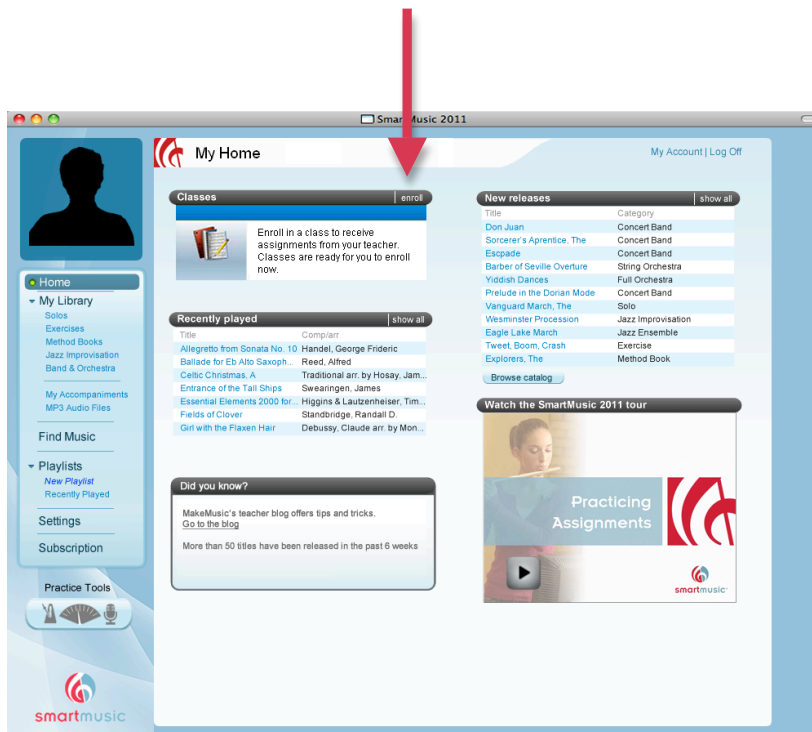 SmartMusic 2011
My Home
My Account | Log Off
Classes enroll
Enroll in a class to receive
assignments from your teacher.
Classes are ready for you to enroll
now.
Recently played show all
Title Comp/arr
Allegretto from Sonata No. 10 Handel, George Frideric
Ballade for Eb Alto Saxoph... Reed, Alfred
Celtic Christmas, A Traditional arr. by Hosay, Jam...
Entrance of the Tall Ships Swearingen, James
Essential Elements 2000 for... Higgins & Lautzenheiser, Tim...
Fields of Clover Standbridge, Randall D.
Girl with the Flaxen Hair Debussy, Claude arr. by Mon...
Did you know?
MakeMusic's teacher blog offers tips and tricks.
Go to the blog
More than 50 titles have been released in the past 6 weeks
New releases show all
Title Category
Don Juan Concert Band
Sorcerer's Aprentice, The Concert Band
Escpade Concert Band
Barber of Seville Overture String Orchestra
Yiddish Dances Full Orchestra
Prelude in the Dorian Mode Concert Band
Vanguard March, The Solo
Wesminster Procession Jazz Improvisation
Eagle Lake March Jazz Ensemble
Tweet, Boom, Crash Exercise
Explorers, The Method Book
Browse catalog
Watch the SmartMusic 2011 tour
Practicing
Assignments
smartmusic
Home
My Library
Solos
Exercises
Method Books
Jazz Improvisation
Band & Orchestra
My Accompaniments
MP3 Audio Files
Find Music
Playlists
New Playlist
Recently Played
Settings
Subscription
Practice Tools
smartmusic